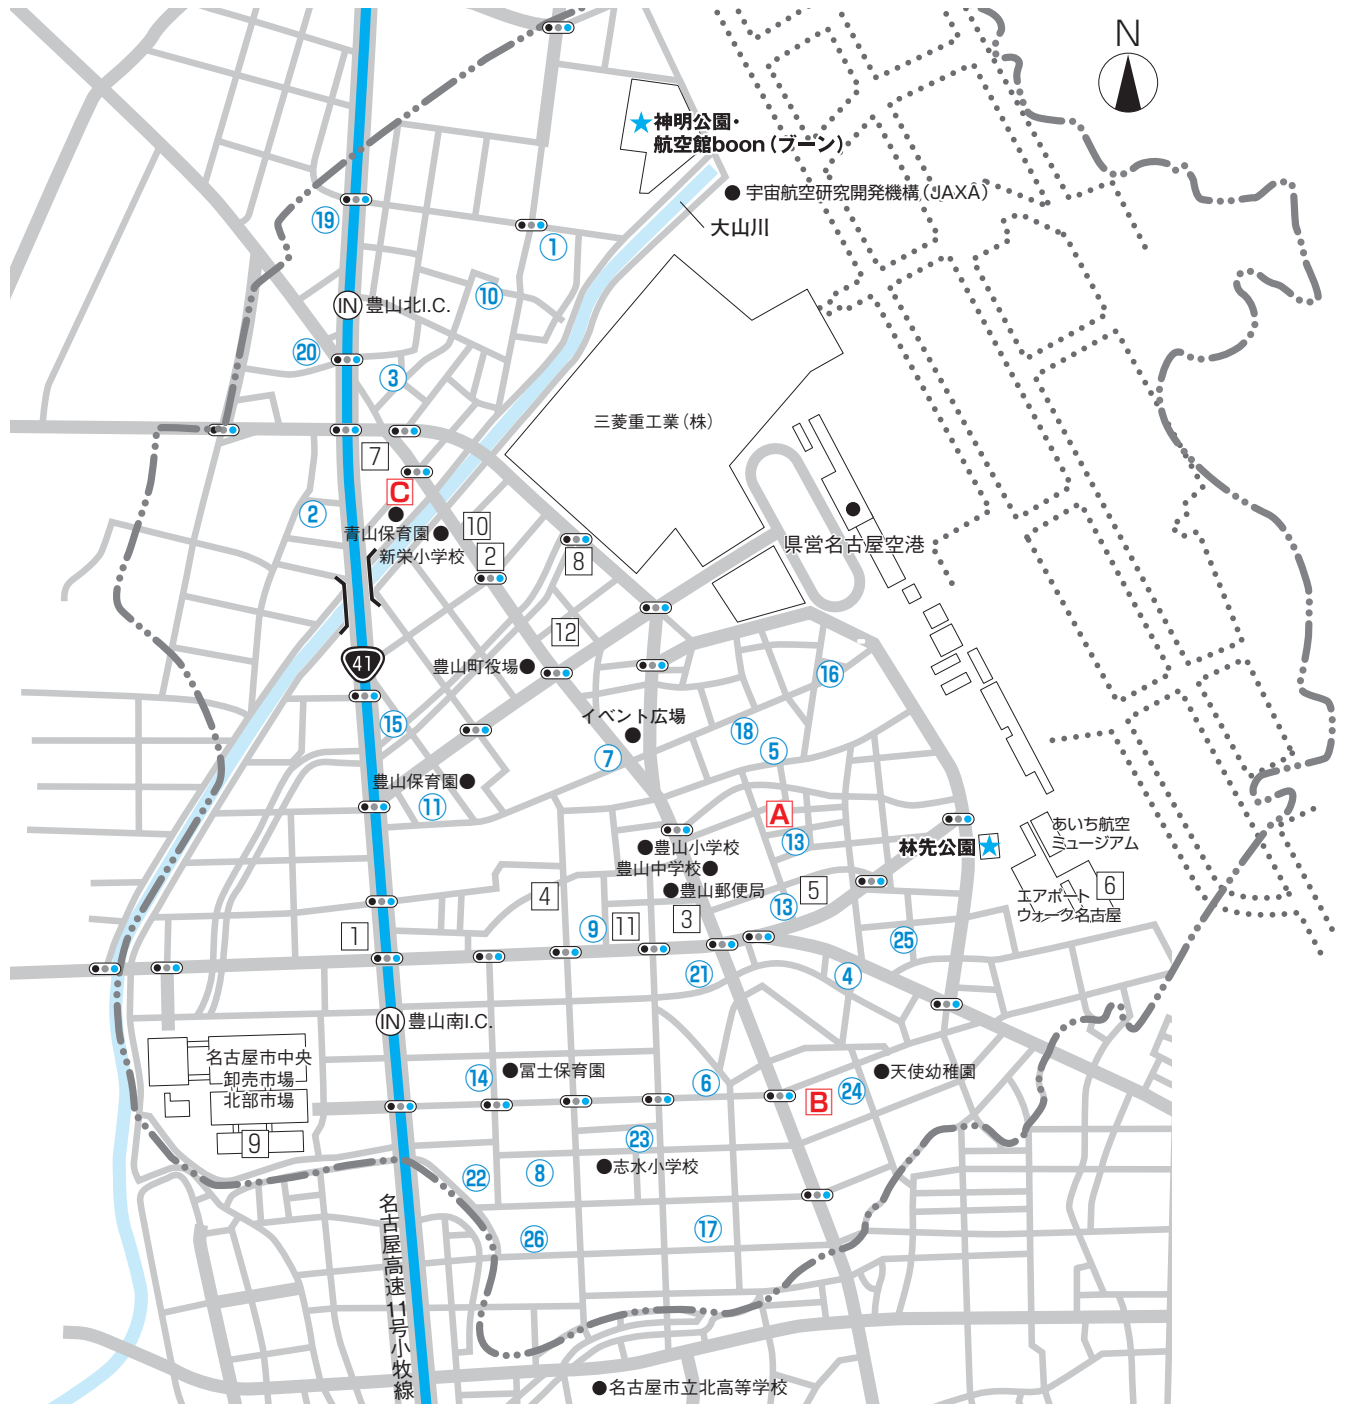 N
神明公園・
航空館boon(ブーン)
宇宙航空研究開発機構(JAXA)
大山川
19
1
10
IN 豊山北I.C.
20
3
三菱重工業(株)
7
C
2
青山保育園
10
新栄小学校
2
8
県営名古屋空港
12
41
豊山町役場
16
15
イベント広場
18
7
5
豊山保育園
11
A
13
あいち航空
ミュージアム
豊山小学校
林先公園
豊山中学校
豊山郵便局
4
5
6
エアポート
ウォーク名古屋
13
3
11
9
1
25
21
4
IN 豊山南I.C.
名古屋市中央
卸売市場
北部市場
9
14
冨士保育園
6
天使幼稚園
24
B
23
志水小学校
22
8
17
26
名古屋高速11号小牧線
名古屋市立北高等学校